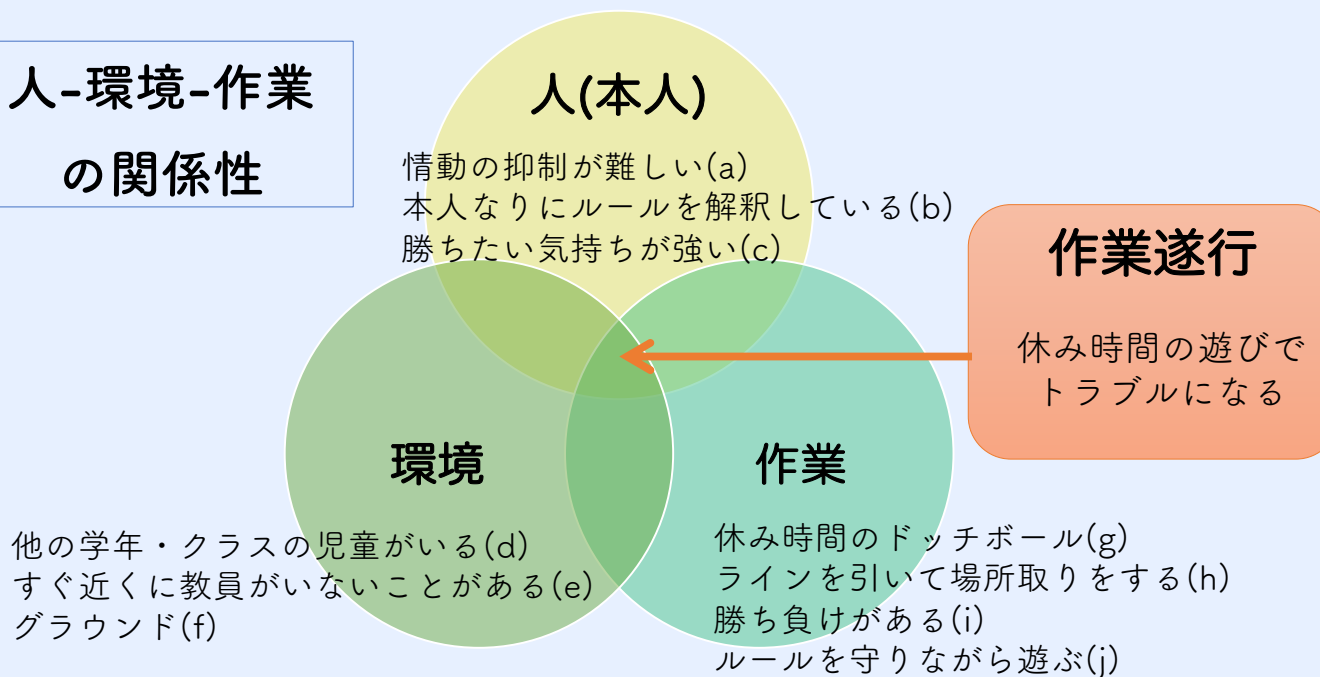 人-環境-作業
の関係性
人(本人)
情動の抑制が難しい(a)
本人なりにルールを解釈している(b)
勝ちたい気持ちが強い(c)
作業遂行
休み時間の遊びで
トラブルになる
環境
他の学年・クラスの児童がいる(d)
すぐ近くに教員がいないことがある(e)
グラウンド(f)
作業
休み時間のドッチボール(g)
ラインを引いて場所取りをする(h)
勝ち負けがある(i)
ルールを守りながら遊ぶ(j)